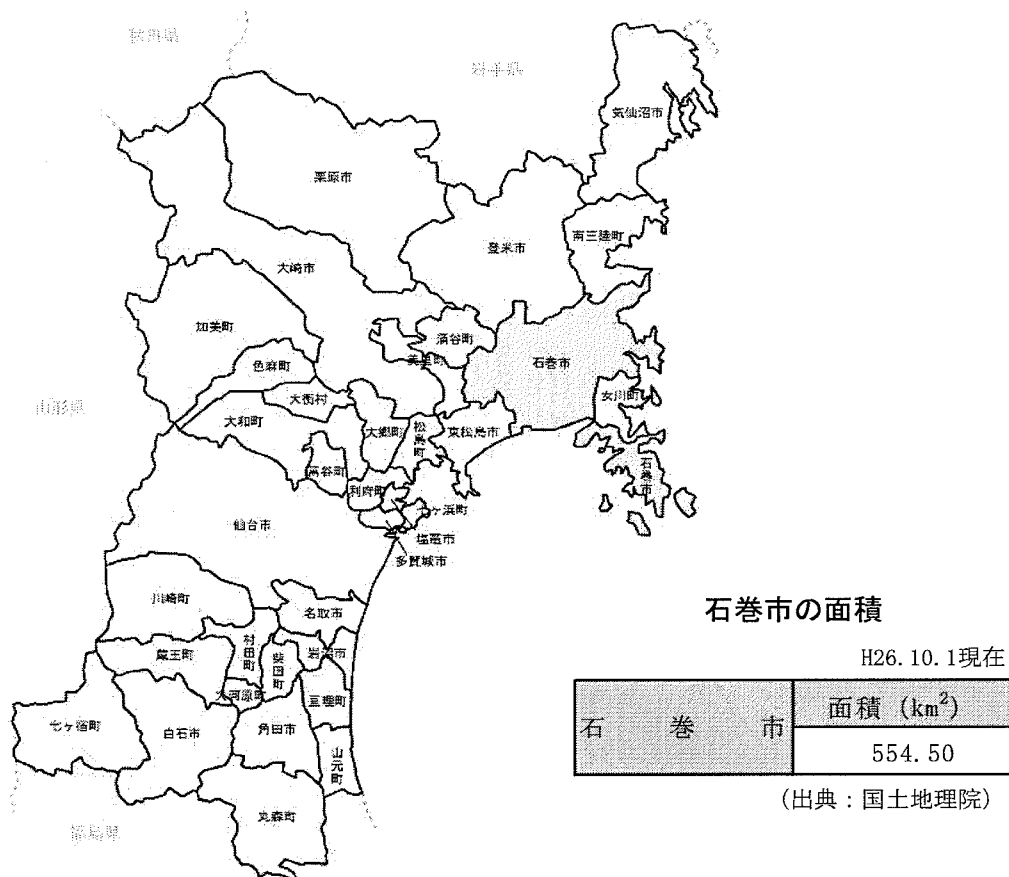 秋田県
岩手県
気仙沼市
栗原市
登米市
南三陸町
大崎市
加美町
涌谷町
美里町
石巻市
色麻町
女川町
大衡村
山形県
大和町
大郷町
松島町
東松島市
富谷町
石巻市
利府町
七ヶ浜町
仙台市
塩竈市
多賀城市
川崎町
名取市
村田町
柴田町
岩沼市
蔵王町
大河原町
亘理町
七ヶ宿町
白石市
角田市
山元町
丸森町
福島県
石巻市の面積
H26.10.1現在
石巻市
面積 (km²)
554.50
(出典:国土地理院)